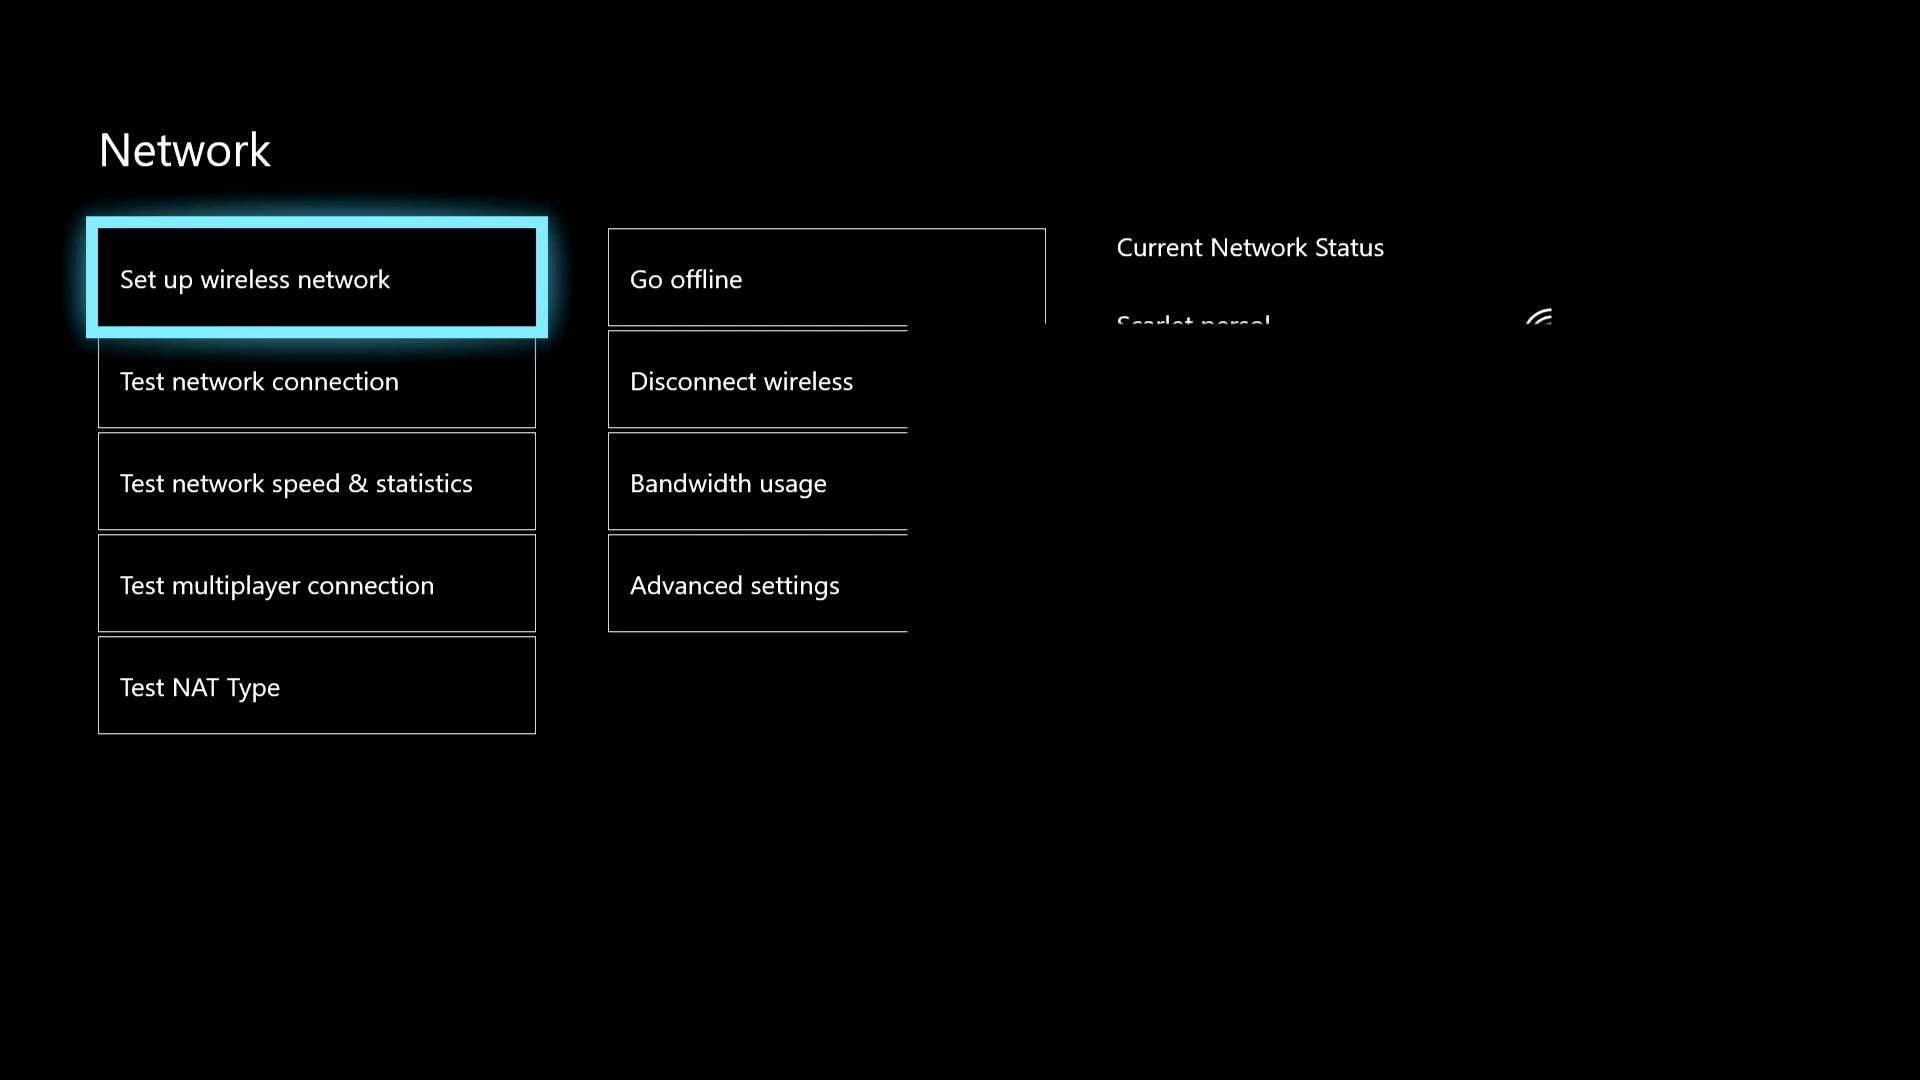 Network
Set up wireless network
Test network connection
Test network speed & statistics
Test multiplayer connection
Test NAT Type
Go offline
Disconnect wireless
Bandwidth usage
Advanced settings
Current Network Status